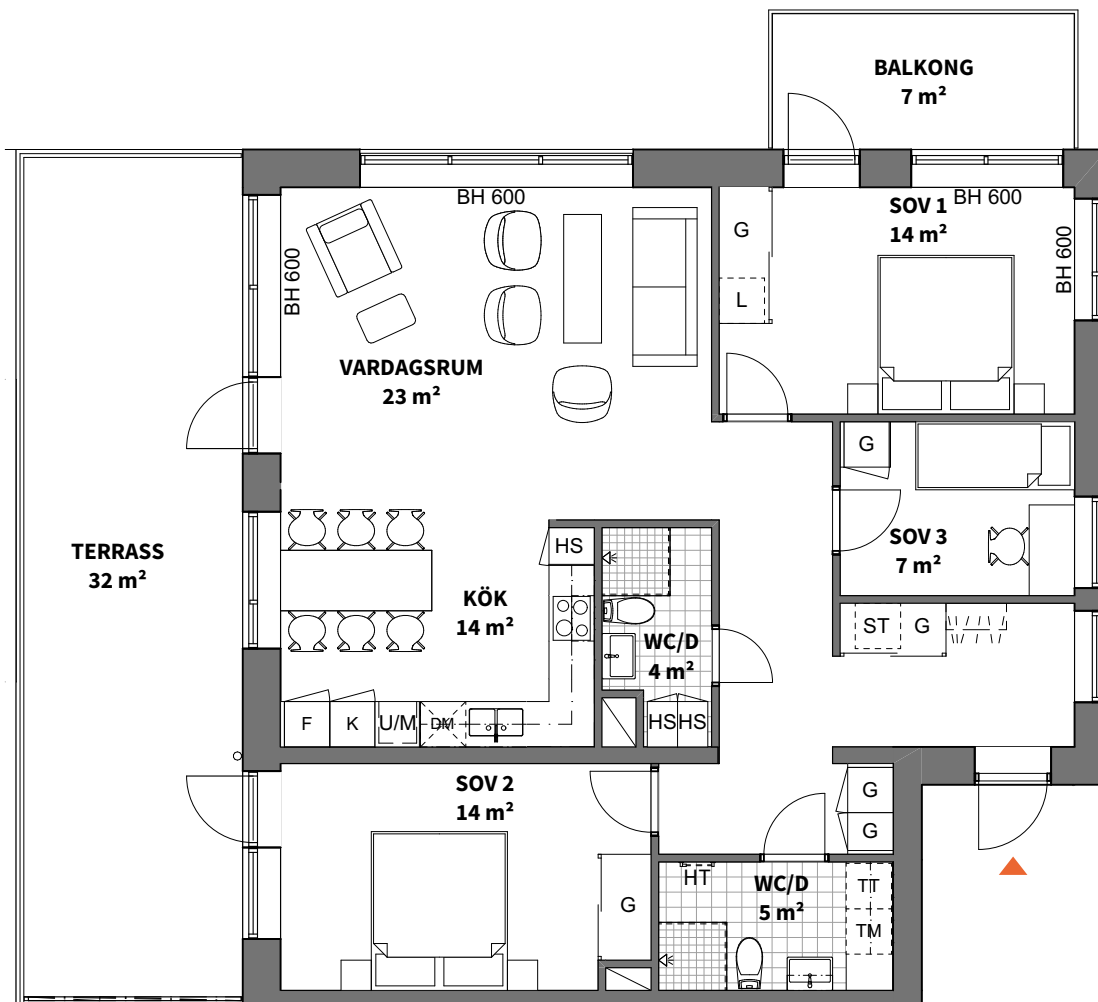 BALKONG
7 m²
BH 600
SOV 1
14 m²
BH 600
BH 600
BH 600
G
L
VARDAGSRUM
23 m²
G
SOV 3
7 m²
TERRASS
32 m²
HS
KÖK
14 m²
WC/D
4 m²
ST
G
F
K
U/M
DM
HS
HS
SOV 2
14 m²
G
G
G
HT
WC/D
5 m²
TT
TM